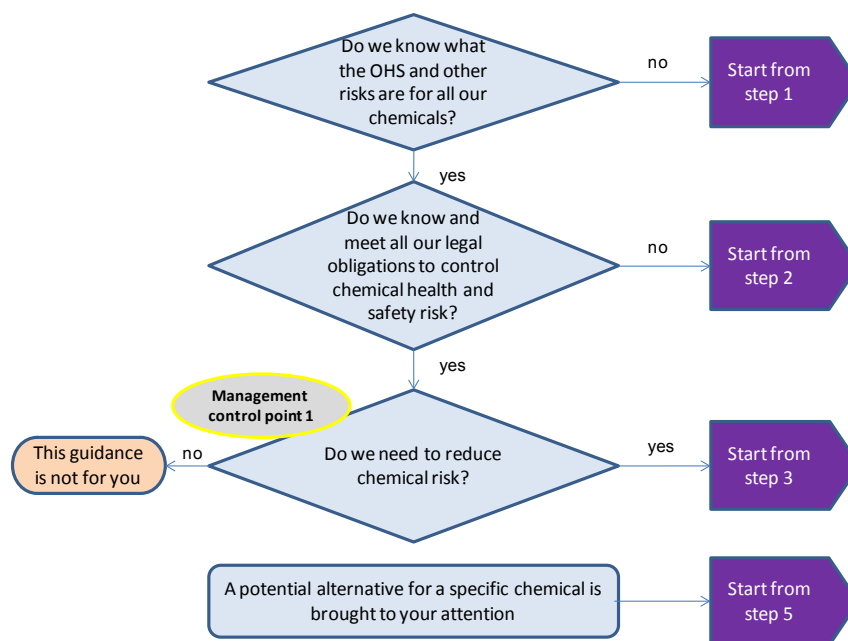 Do we know what
the OHS and other
risks are for all our
chemicals?
no
Start from
step 1
yes
Do we know and
meet all our legal
obligations to control
chemical health and
safety risk?
no
Start from
step 2
yes
Management
control point 1
This guidance
is not for you
no
Do we need to reduce
chemical risk?
yes
Start from
step 3
A potential alternative for a specific chemical is
brought to your attention
Start from
step 5